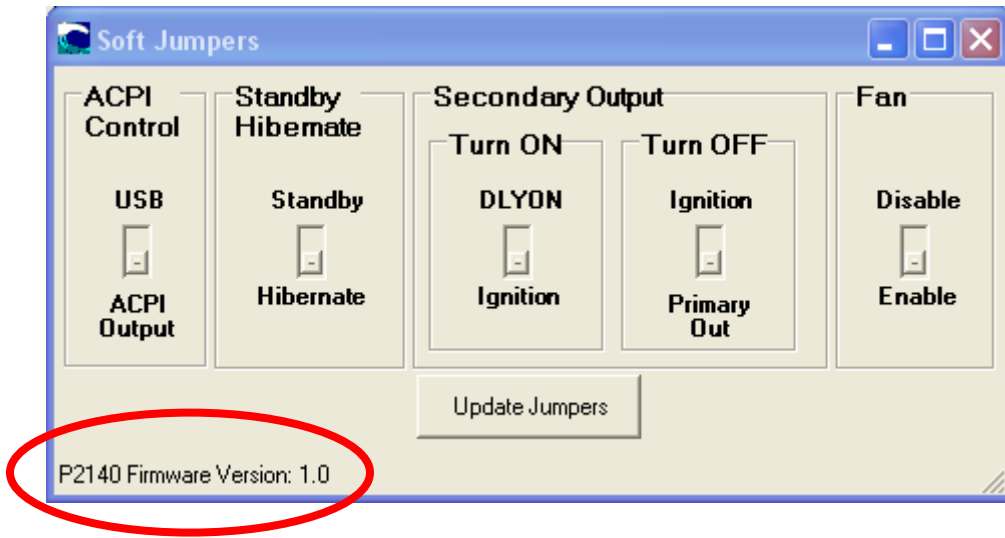 Soft Jumpers
ACPI
Control
USB
ACPI
Output
Standby
Hibernate
Standby
Hibernate
Secondary Output
Turn ON
DLYON
Ignition
Turn OFF
Ignition
Primary
Out
Fan
Disable
Enable
Update Jumpers
P2140 Firmware Version: 1.0